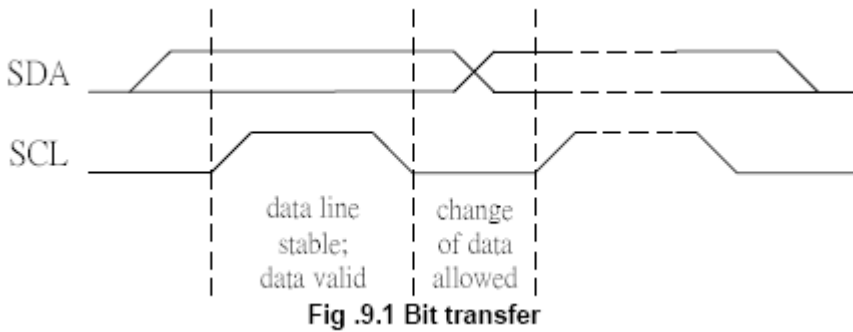 SDA
SCL
data line
stable;
data valid
change
of data
allowed
Fig .9.1 Bit transfer